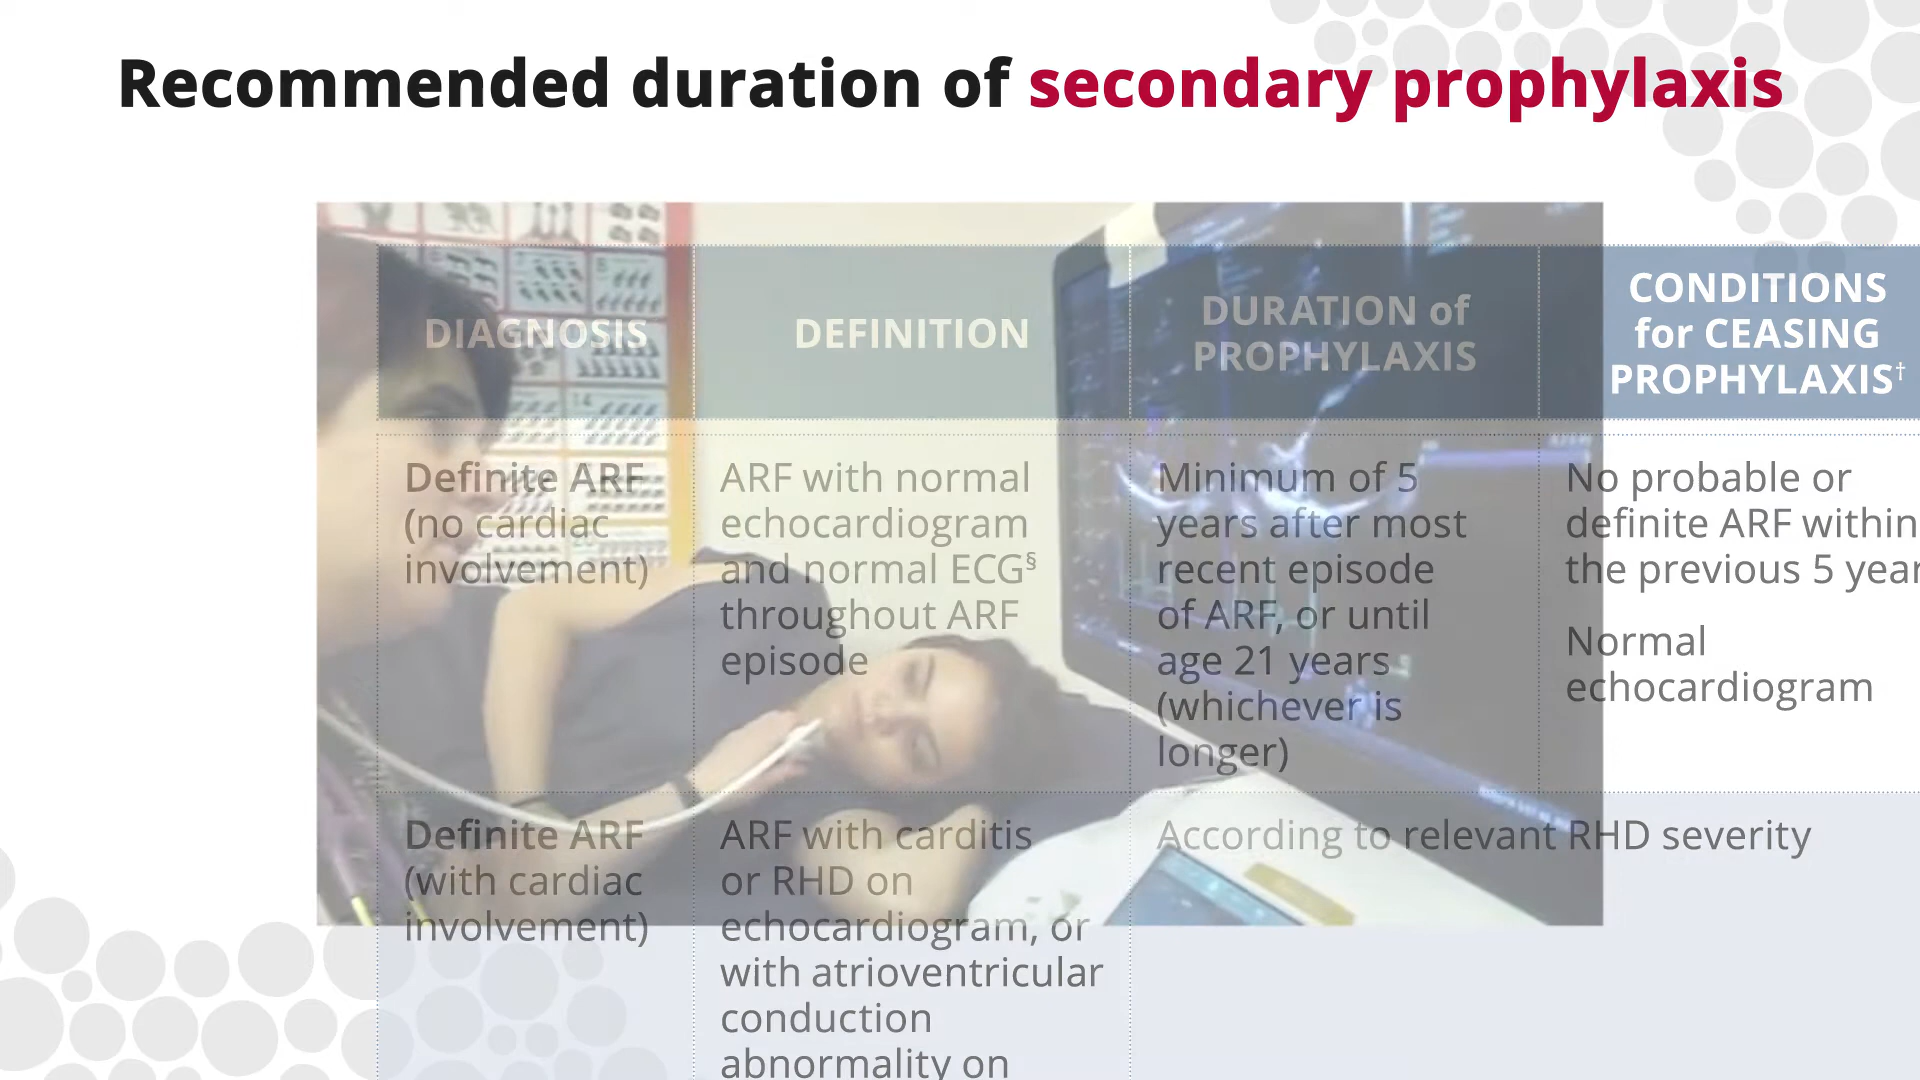 Recommended duration of secondary prophylaxis
DIAGNOSIS
DEFINITION
DURATION of
PROPHYLAXIS
CONDITIONS
for CEASING
PROPHYLAXIS†
Definite ARF
(no cardiac
involvement)
ARF with normal
echocardiogram
and normal ECG§
throughout ARF
episode
Minimum of 5
years after most
recent episode
of ARF, or until
age 21 years
(whichever is
longer)
No probable or
definite ARF within
the previous 5
Normal
echocardiogram
Definite ARF
(with cardiac
involvement)
ARF with carditis
or RHD on
echocardiogram, or
with atrioventricular
conduction
abnormality on
According to relevant RHD severity